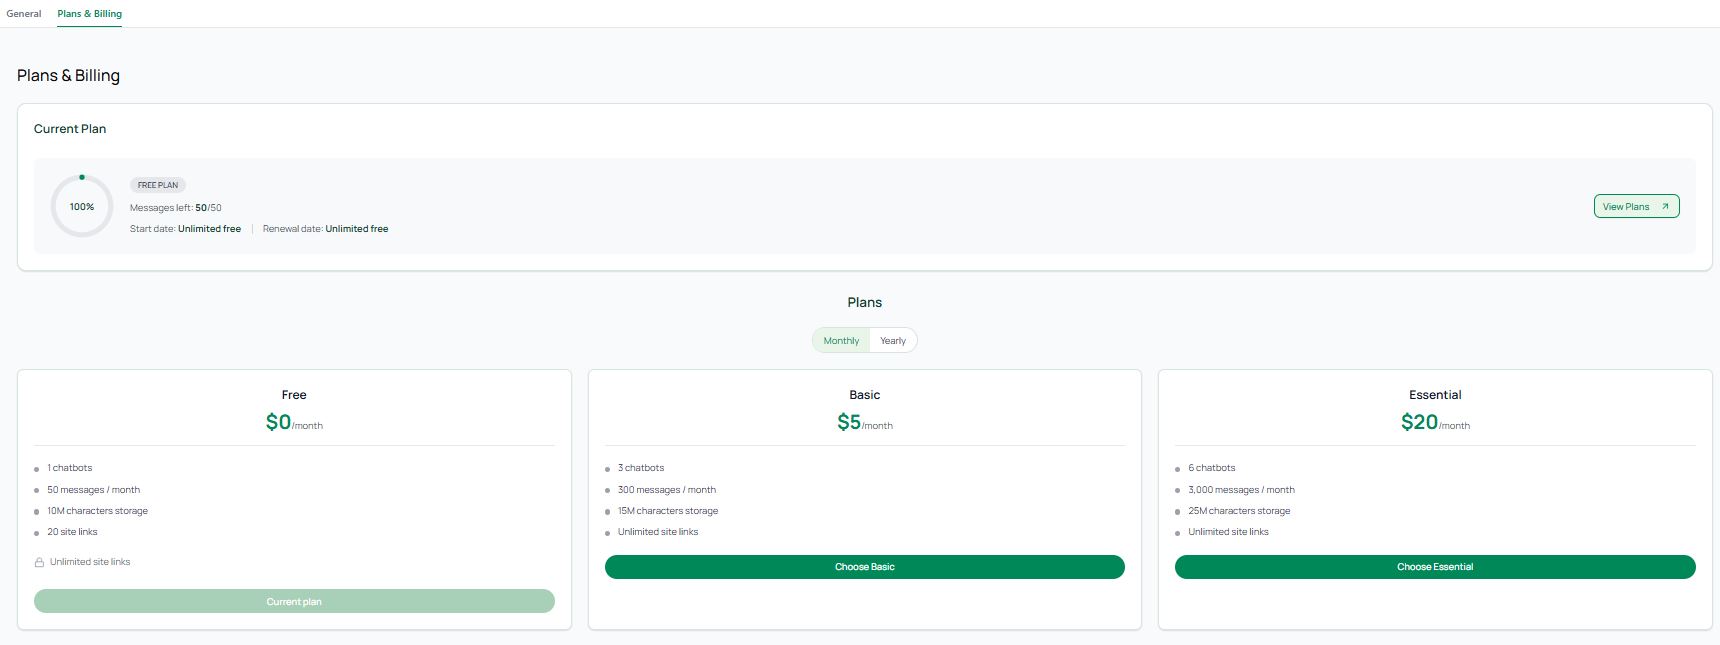 General Plans & Billing
Plans & Billing
Current Plan
100%
FREE PLAN
Messages left: 50/50
Start date: Unlimited free Renewal date: Unlimited free
View Plans
Plans
Monthly Yearly
Free
$0/month
1 chatbots
50 messages / month
10M characters storage
20 site links
Unlimited site links
Current plan
Basic
$5/month
3 chatbots
300 messages / month
15M characters storage
Unlimited site links
Choose Basic
Essential
$20/month
6 chatbots
3,000 messages / month
25M characters storage
Unlimited site links
Choose Essential